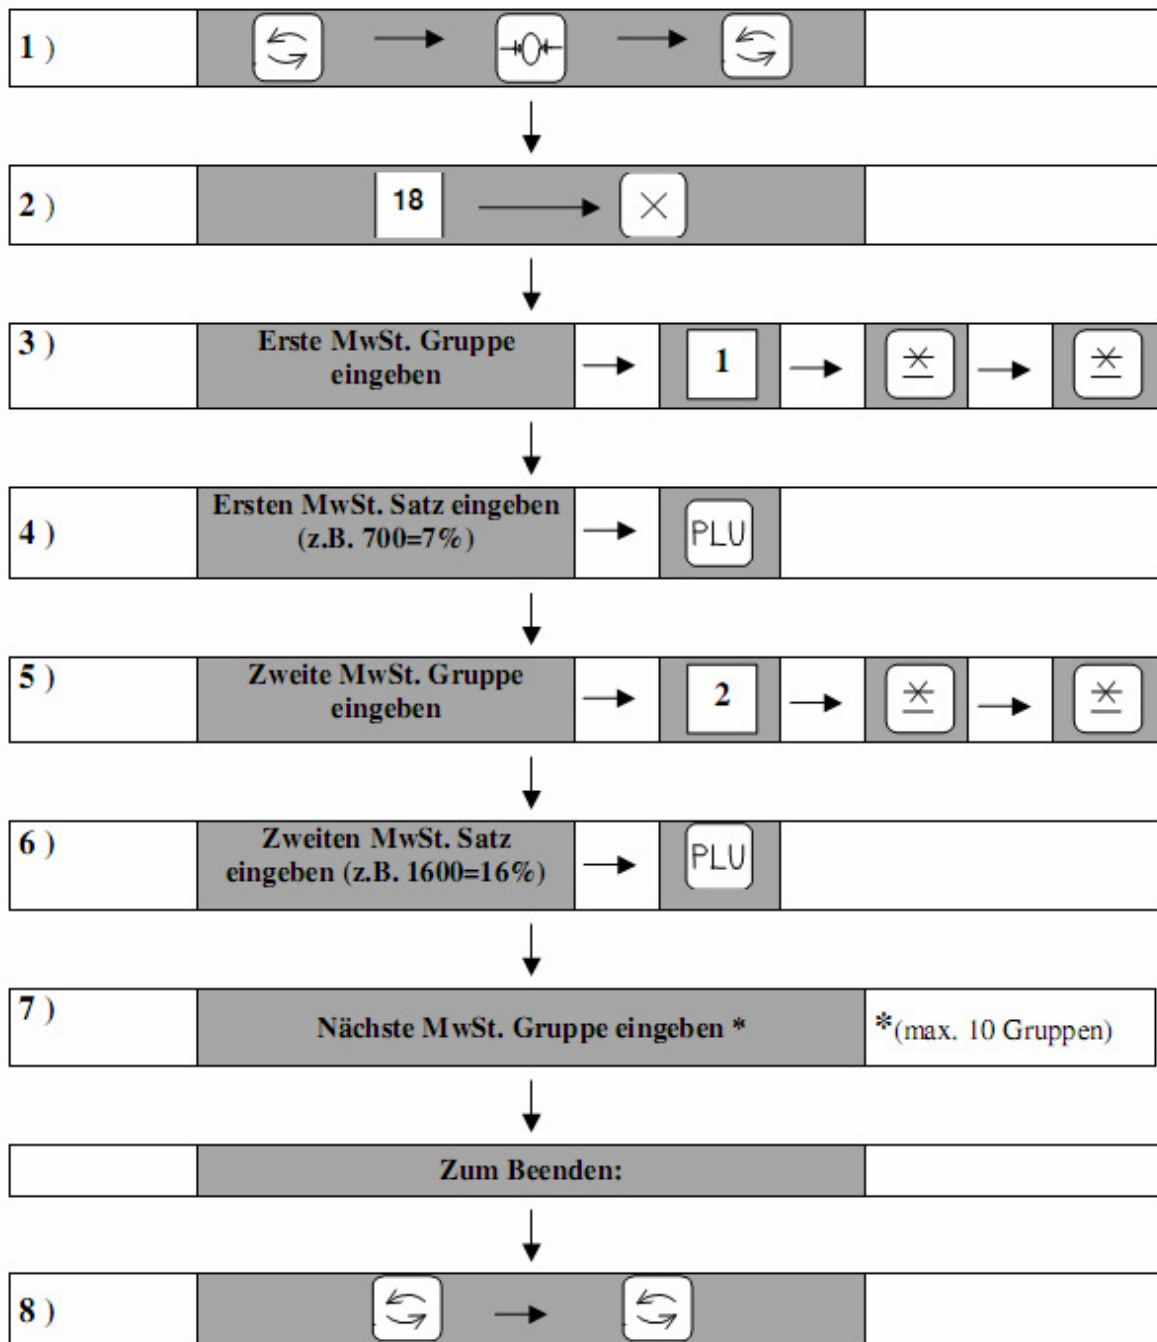 1 )
2 )
18
3 )
Erste MwSt. Gruppe
eingeben
1
4 )
Ersten MwSt. Satz eingeben
(z.B. 700=7%)
PLU
5 )
Zweite MwSt. Gruppe
eingeben
2
6 )
Zweiten MwSt. Satz
eingeben (z.B. 1600=16%)
PLU
7 )
Nächste MwSt. Gruppe eingeben *
*(max. 10 Gruppen)
Zum Beenden:
8 )